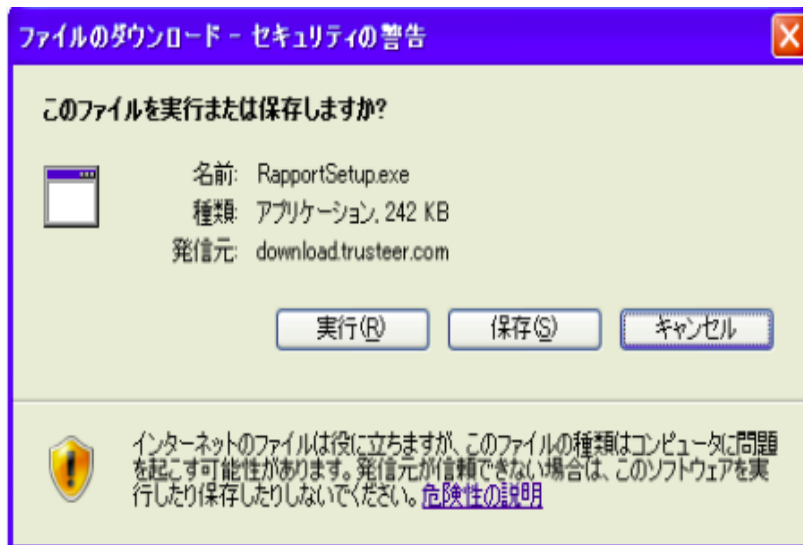 ファイルのダウンロード - セキュリティの警告
このファイルを実行または保存しますか?
名前: RapportSetup.exe
種類: アプリケーション, 242 KB
発信元: download.trusteer.com
実行(R) 保存(S) キャンセル
インターネットのファイルは役に立ちますが、このファイルの種類はコンピュータに問題
を起こす可能性があります。発信元が信頼できない場合は、このソフトウェアを実
行したり保存したりしないでください。危険性の説明